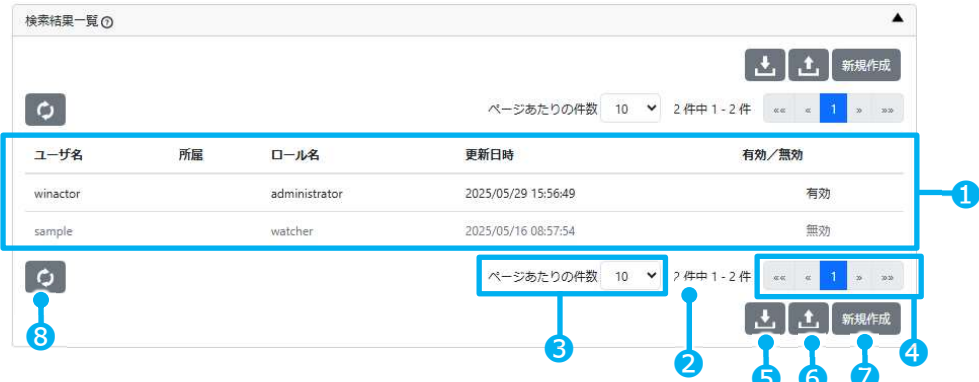 検索結果一覧 ?
▲
新規作成
ページあたりの件数 10 2 件中 1 - 2 件 «« « 1 » »»
ユーザ名 所属 ロール名 更新日時 有効／無効
winactor administrator 2025/05/29 15:56:49 有効
1
sample watcher 2025/05/16 08:57:54 無効
ページあたりの件数 10 2 件中 1 - 2 件 «« « 1 » »»
新規作成
8
3
2
4
5
6
7